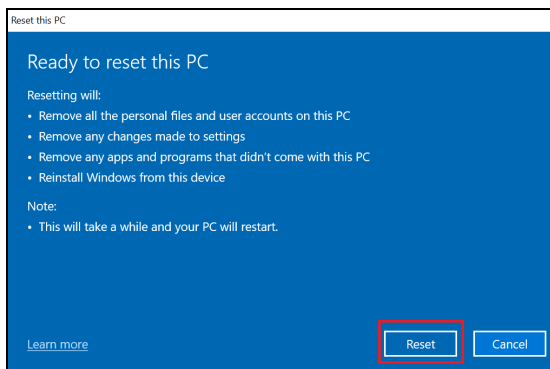 Reset this PC
Ready to reset this PC
Resetting will:
• Remove all the personal files and user accounts on this PC
• Remove any changes made to settings
• Remove any apps and programs that didn't come with this PC
• Reinstall Windows from this device
Note:
• This will take a while and your PC will restart.
Learn more
Reset
Cancel